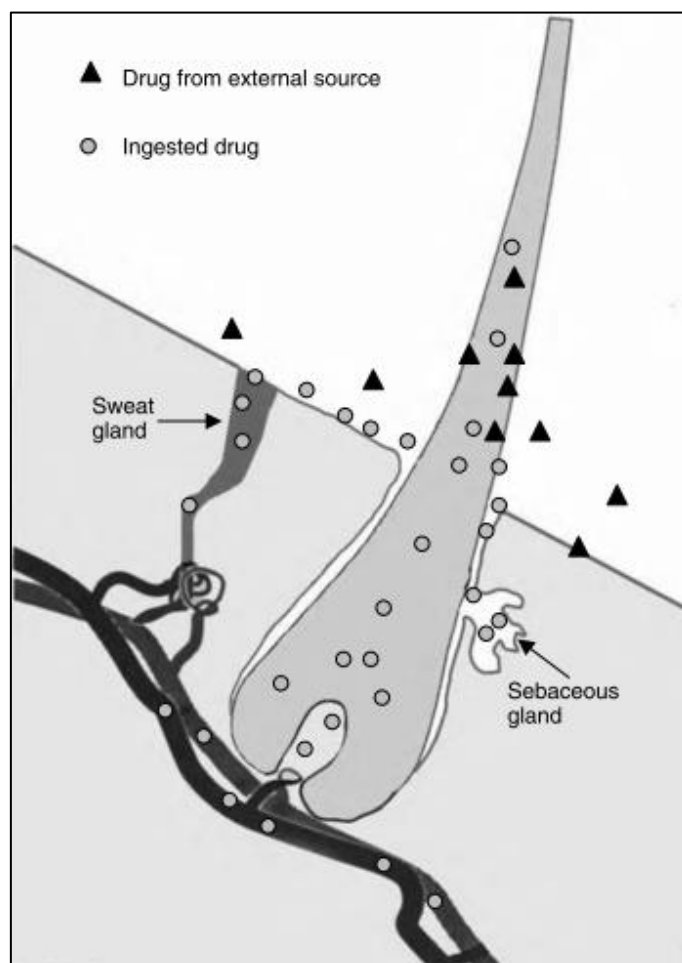 Drug from external source
Ingested drug
Sweat
gland
Sebaceous
gland